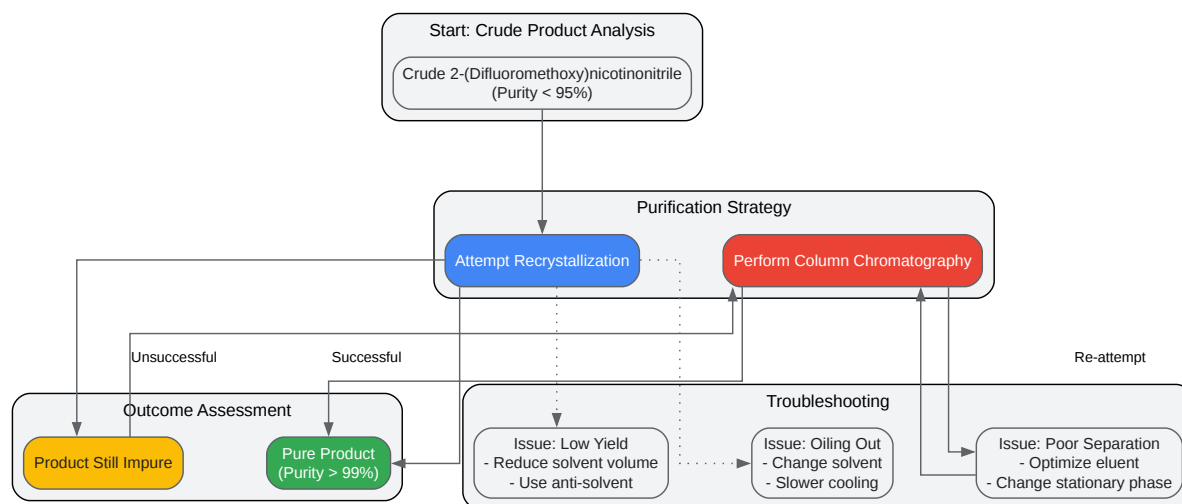 Start: Crude Product Analysis
Crude 2-(Difluoromethoxy)nicotinonitrile
(Purity < 95%)
Purification Strategy
Attempt Recrystallization
Perform Column Chromatography
Unsuccessful
Successful
Re-attempt
Outcome Assessment
Product Still Impure
Pure Product
(Purity > 99%)
Troubleshooting
Issue: Low Yield
- Reduce solvent volume
- Use anti-solvent
Issue: Oiling Out
- Change solvent
- Slower cooling
Issue: Poor Separation
- Optimize eluent
- Change stationary phase